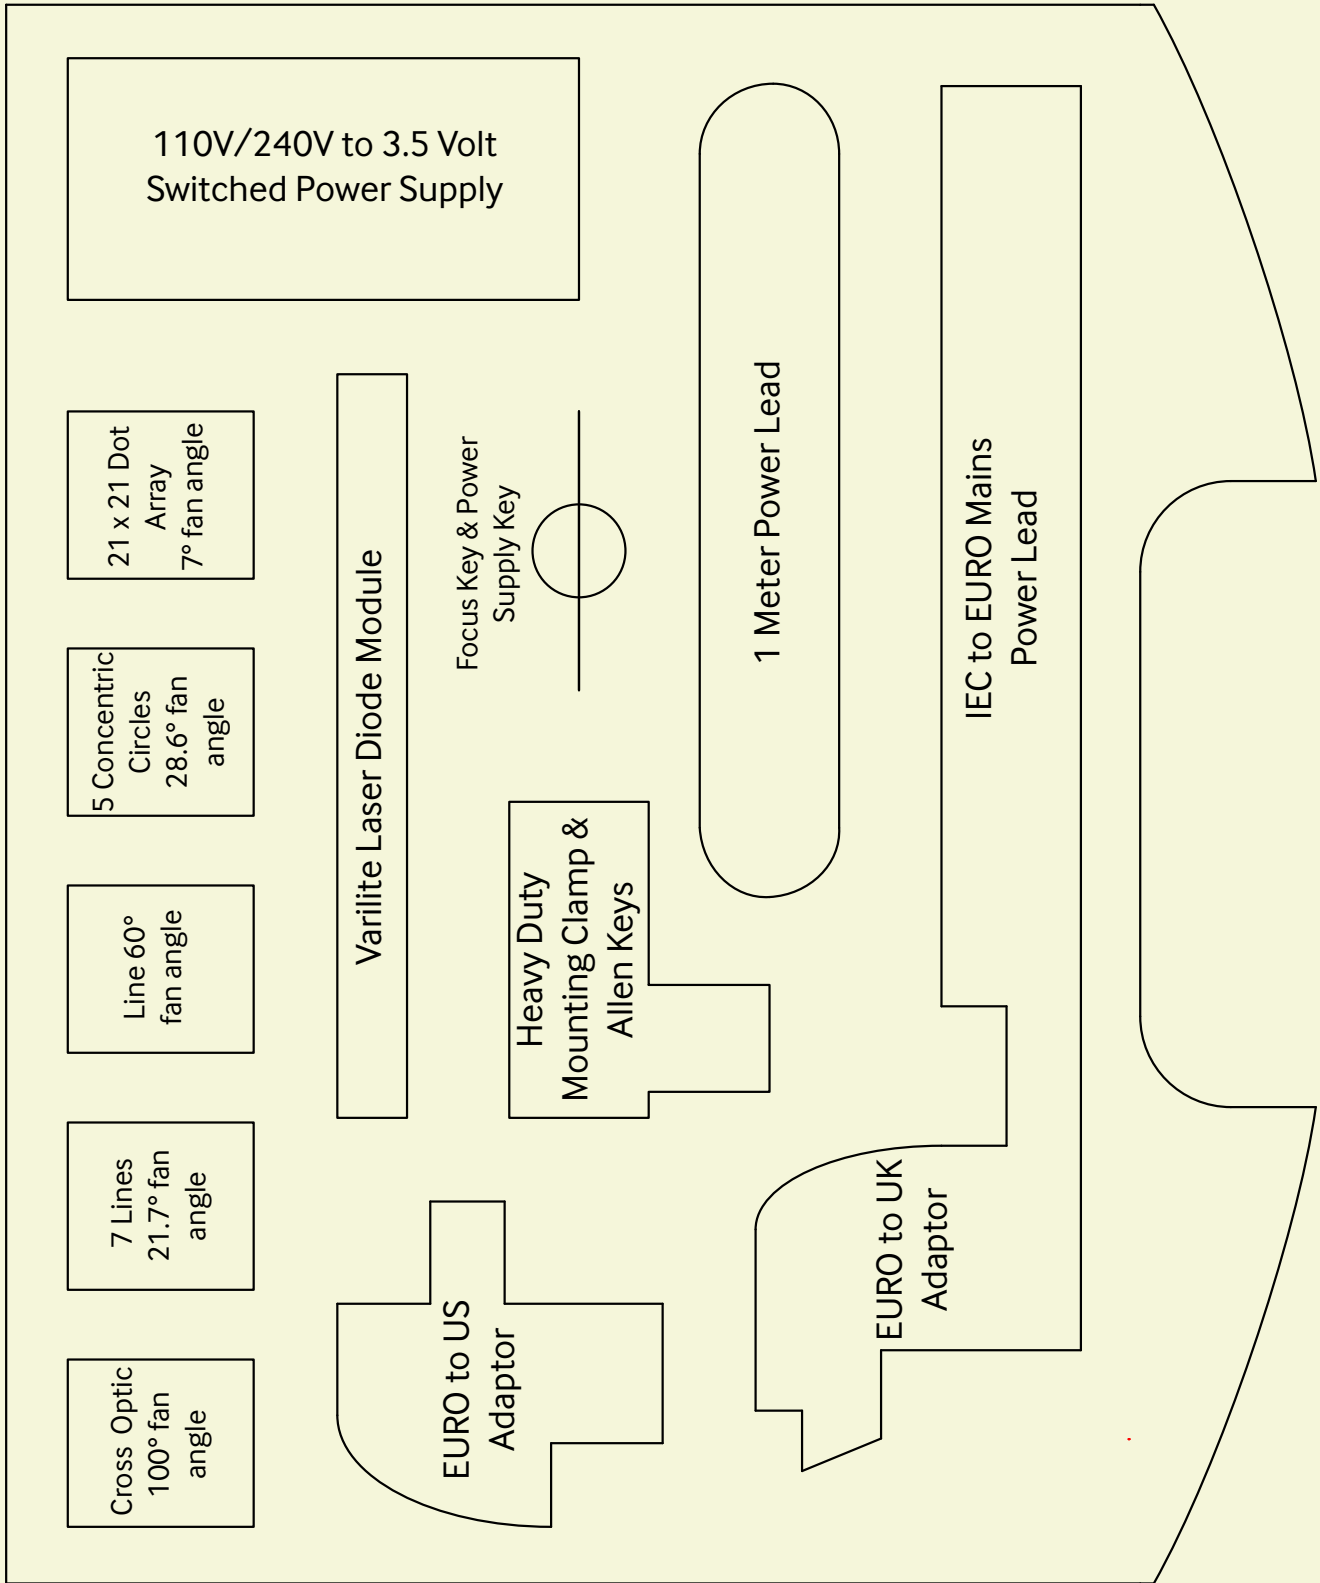 110V/240V to 3.5 Volt
Switched Power Supply
21 x 21 Dot
Array
7° fan angle
5 Concentric
Circles
28.6° fan
angle
Line 60°
fan angle
7 Lines
21.7° fan
angle
Cross Optic
100° fan
angle
Varilite Laser Diode Module
Focus Key & Power
Supply Key
Heavy Duty
Mounting Clamp &
Allen Keys
EURO to US
Adaptor
1 Meter Power Lead
IEC to EURO Mains
Power Lead
EURO to UK
Adaptor